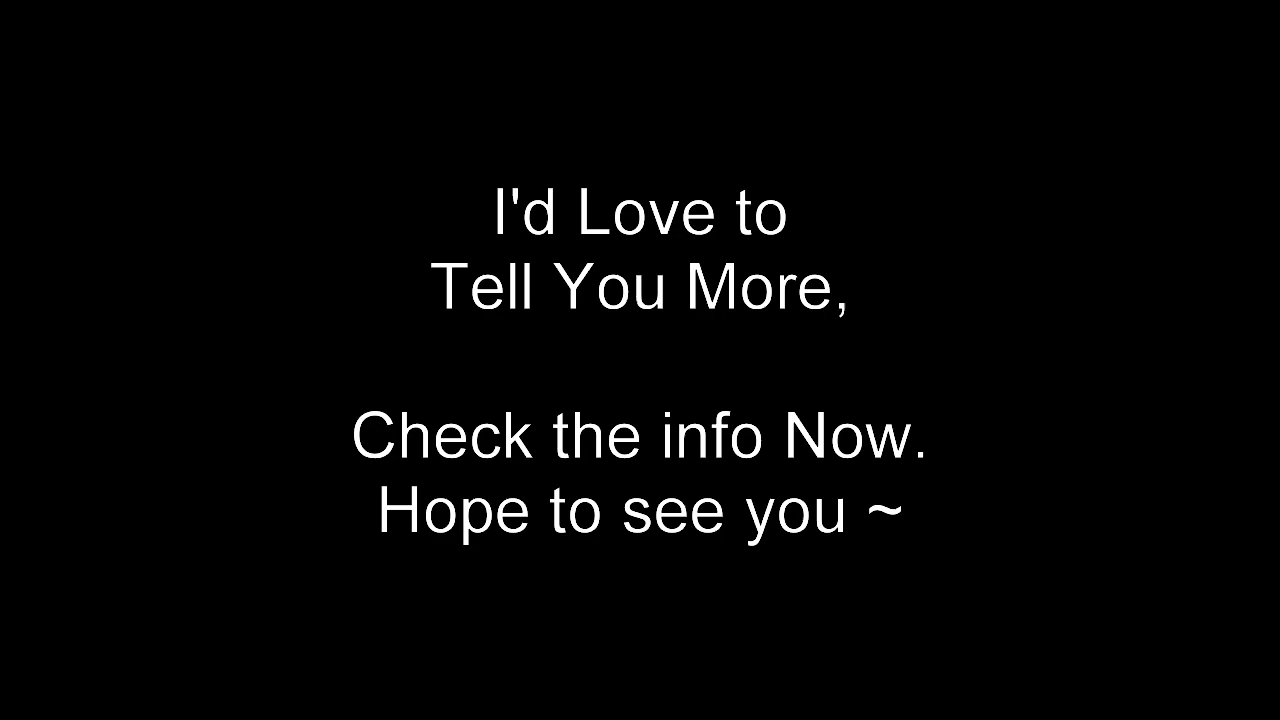 I'd Love to
Tell You More,
Check the info Now.
Hope to see you ~